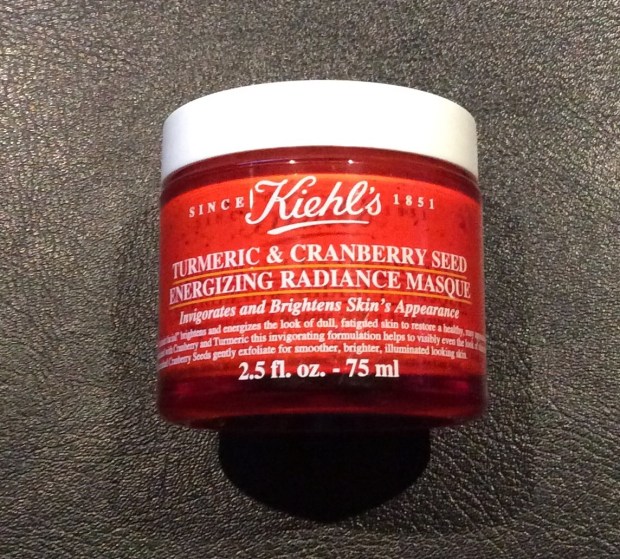 SINCE Kiehl's 1851
TURMERIC & CRANBERRY SEED
ENERGIZING RADIANCE MASQUE
Invigorates and Brightens Skin's Appearance
facial" brightens and energizes the look of dull, fatigued skin to restore a healthy,
with Cranberry and Turmeric this invigorating formulation helps to visibly even the look of
Cranberry Seeds gently exfoliate for smoother, brighter, illuminated looking skin.
2.5 fl. oz. - 75 ml